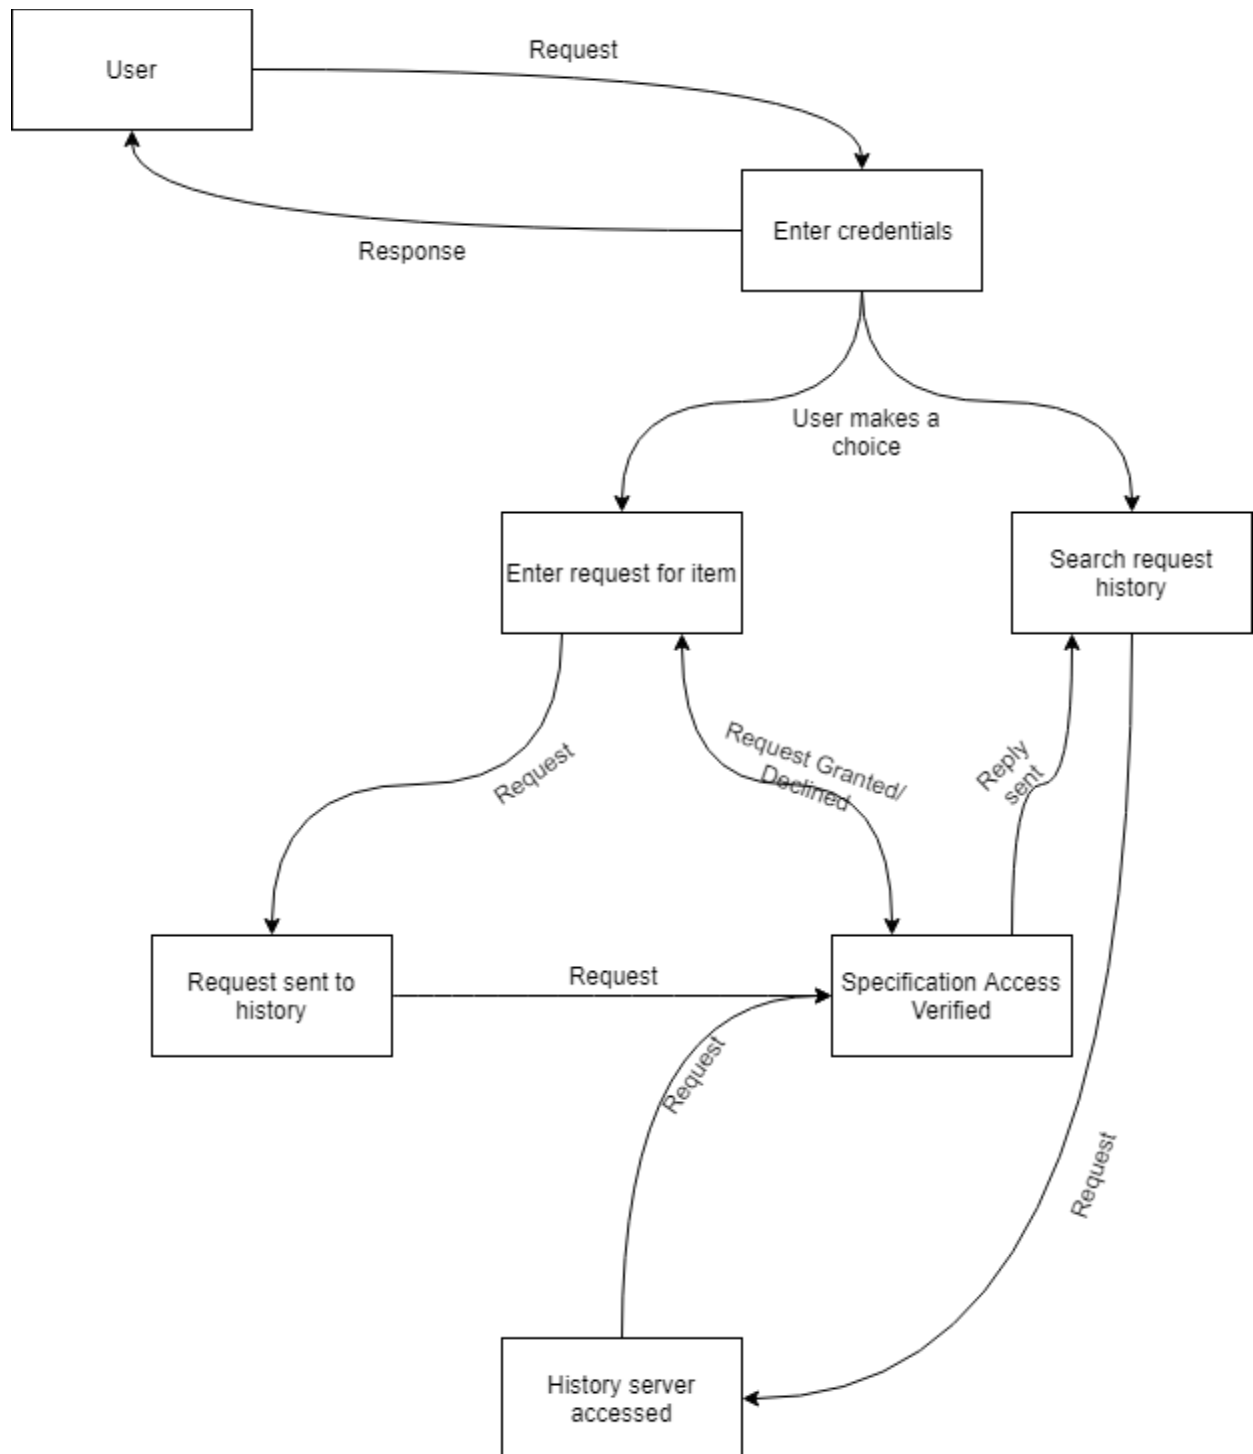 User
Request
Enter credentials
Response
User makes a
choice
Enter request for item
Search request
history
Request
Request Granted/
Declined
Reply
sent
Request sent to
history
Request
Specification Access
Verified
Request
Request
History server
accessed